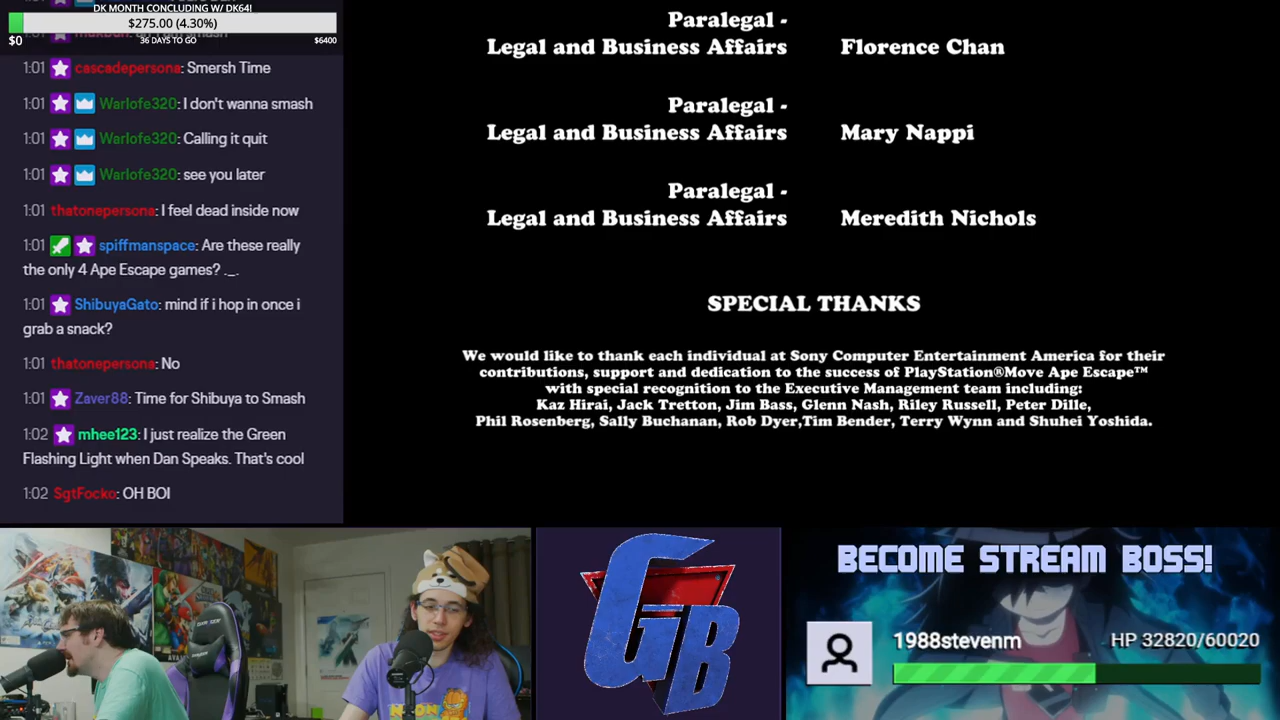 DK MONTH CONCLUDING W/ DK64!
$275.00 (4.30%)
$0
36 DAYS TO GO
$6400
1:01 cascadepersona: Smersh Time
1:01 Warlofe320: I don't wanna smash
1:01 Warlofe320: Calling it quit
1:01 Warlofe320: see you later
1:01 thatonepersona: I feel dead inside now
1:01 spiffmanspace: Are these really
the only 4 Ape Escape games? ._.
1:01 ShibuyaGato: mind if i hop in once i
grab a snack?
1:01 thatonepersona: No
1:01 Zaver88: Time for Shibuya to Smash
1:02 mhee123: I just realize the Green
Flashing Light when Dan Speaks. That's cool
1:02 SgtFocko: OH BOI
Paralegal -
Legal and Business Affairs Florence Chan
Paralegal -
Legal and Business Affairs Mary Nappi
Paralegal -
Legal and Business Affairs Meredith Nichols
SPECIAL THANKS
We would like to thank each individual at Sony Computer Entertainment America for their
contributions, support and dedication to the success of PlayStation®Move Ape Escape™
with special recognition to the Executive Management team including:
Kaz Hirai, Jack Tretton, Jim Bass, Glenn Nash, Riley Russell, Peter Dille,
Phil Rosenberg, Sally Buchanan, Rob Dyer,Tim Bender, Terry Wynn and Shuhei Yoshida.
GB
BECOME STREAM BOSS!
1988stevenm HP 32820/60020